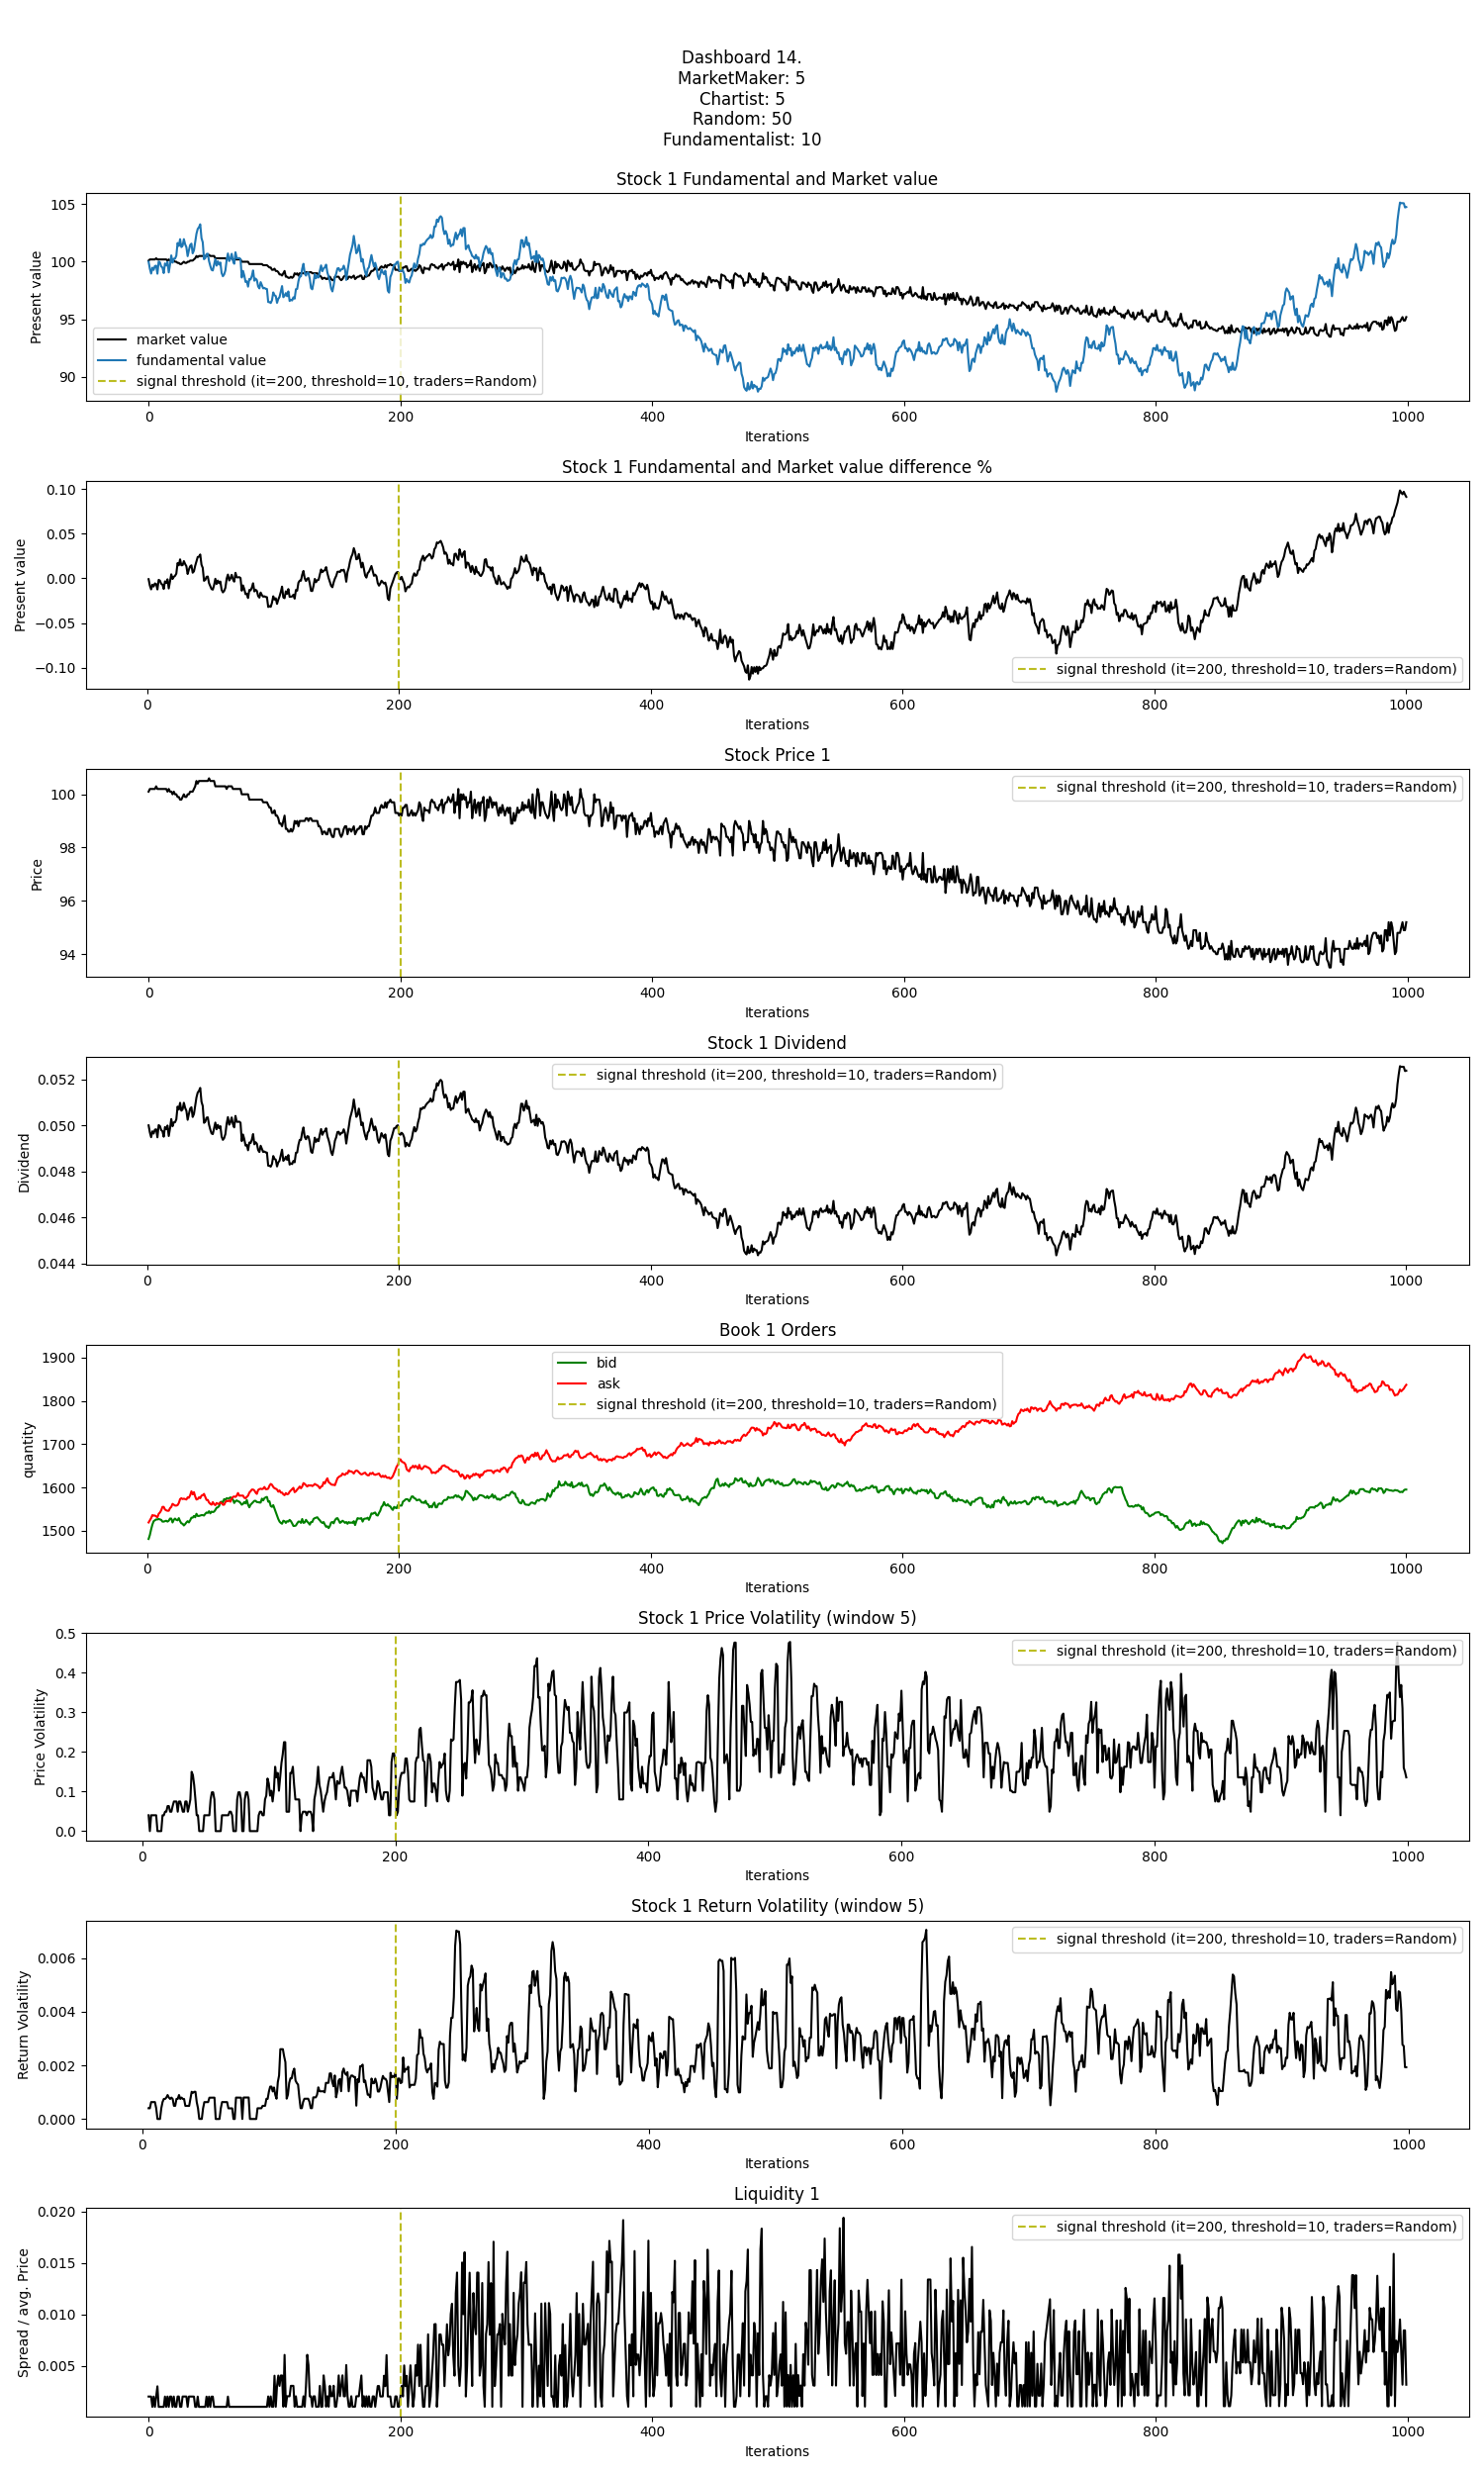 Dashboard 14.
MarketMaker: 5
Chartist: 5
Random: 50
Fundamentalist: 10
Stock 1 Fundamental and Market value
Present value
105
100
95
90
market value
fundamental value
signal threshold (it=200, threshold=10, traders=Random)
0 200 400 600 800 1000
Iterations
Stock 1 Fundamental and Market value difference %
Present value
0.10
0.05
0.00
−0.05
−0.10
signal threshold (it=200, threshold=10, traders=Random)
0 200 400 600 800 1000
Iterations
Stock Price 1
Price
100
98
96
94
signal threshold (it=200, threshold=10, traders=Random)
0 200 400 600 800 1000
Iterations
Stock 1 Dividend
Dividend
0.052
0.050
0.048
0.046
0.044
signal threshold (it=200, threshold=10, traders=Random)
0 200 400 600 800 1000
Iterations
Book 1 Orders
quantity
1900
1800
1700
1600
1500
bid
ask
signal threshold (it=200, threshold=10, traders=Random)
0 200 400 600 800 1000
Iterations
Stock 1 Price Volatility (window 5)
Price Volatility
0.5
0.4
0.3
0.2
0.1
0.0
signal threshold (it=200, threshold=10, traders=Random)
0 200 400 600 800 1000
Iterations
Stock 1 Return Volatility (window 5)
Return Volatility
0.006
0.004
0.002
0.000
signal threshold (it=200, threshold=10, traders=Random)
0 200 400 600 800 1000
Iterations
Liquidity 1
Spread / avg. Price
0.020
0.015
0.010
0.005
signal threshold (it=200, threshold=10, traders=Random)
0 200 400 600 800 1000
Iterations